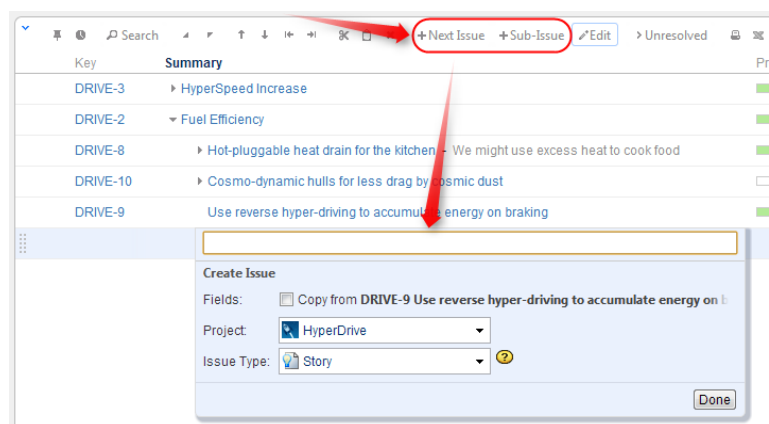 Search +Next Issue +Sub-Issue Edit > Unresolved
Key Summary Pr
DRIVE-3 HyperSpeed Increase
DRIVE-2 Fuel Efficiency
DRIVE-8 Hot-pluggable heat drain for the kitchen - We might use excess heat to cook food
DRIVE-10 Cosmo-dynamic hulls for less drag by cosmic dust
DRIVE-9 Use reverse hyper-driving to accumulate energy on braking
Create Issue
Fields: Copy from DRIVE-9 Use reverse hyper-driving to accumulate energy on b
Project: HyperDrive
Issue Type: Story ?
Done